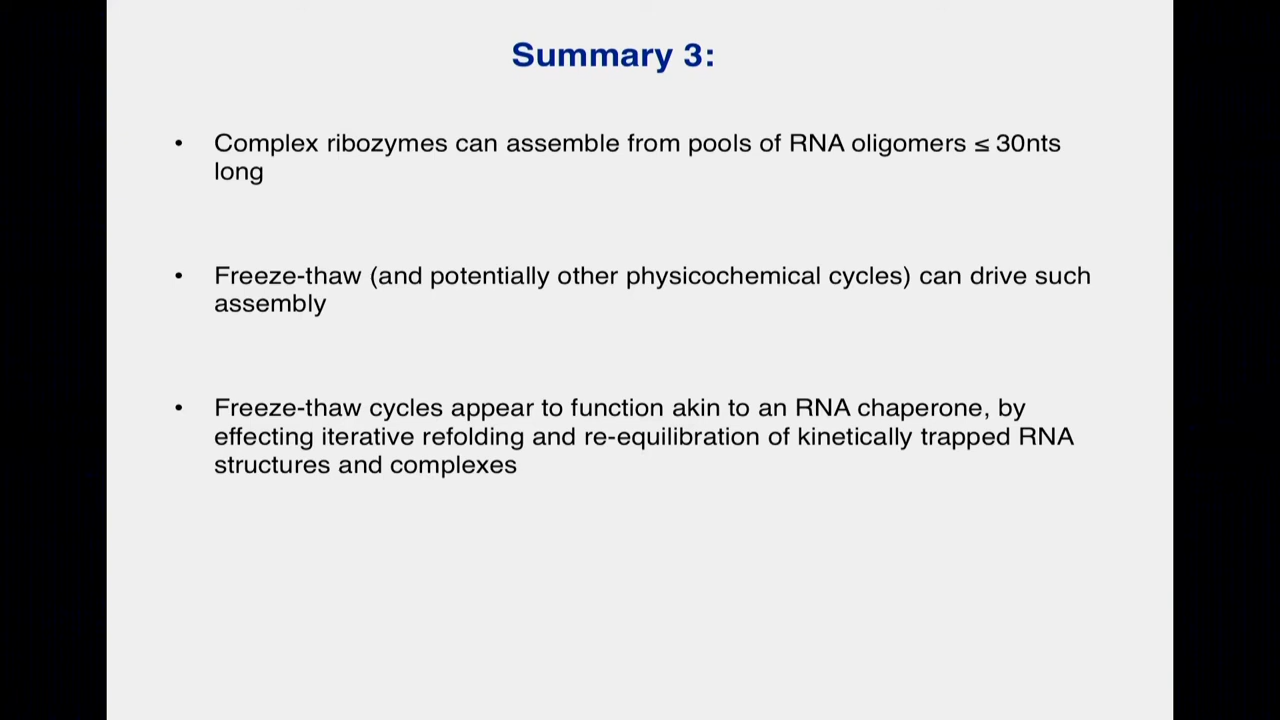 Summary 3:
• Complex ribozymes can assemble from pools of RNA oligomers ≤ 30nts
long
• Freeze-thaw (and potentially other physicochemical cycles) can drive such
assembly
• Freeze-thaw cycles appear to function akin to an RNA chaperone, by
effecting iterative refolding and re-equilibration of kinetically trapped RNA
structures and complexes